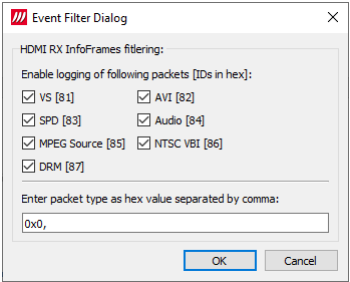 Event Filter Dialog
HDMI RX InfoFrames fitlering:
Enable logging of following packets [IDs in hex]:
VS [81] AVI [82]
SPD [83] Audio [84]
MPEG Source [85] NTSC VBI [86]
DRM [87]
Enter packet type as hex value separated by comma:
0x0,
OK Cancel